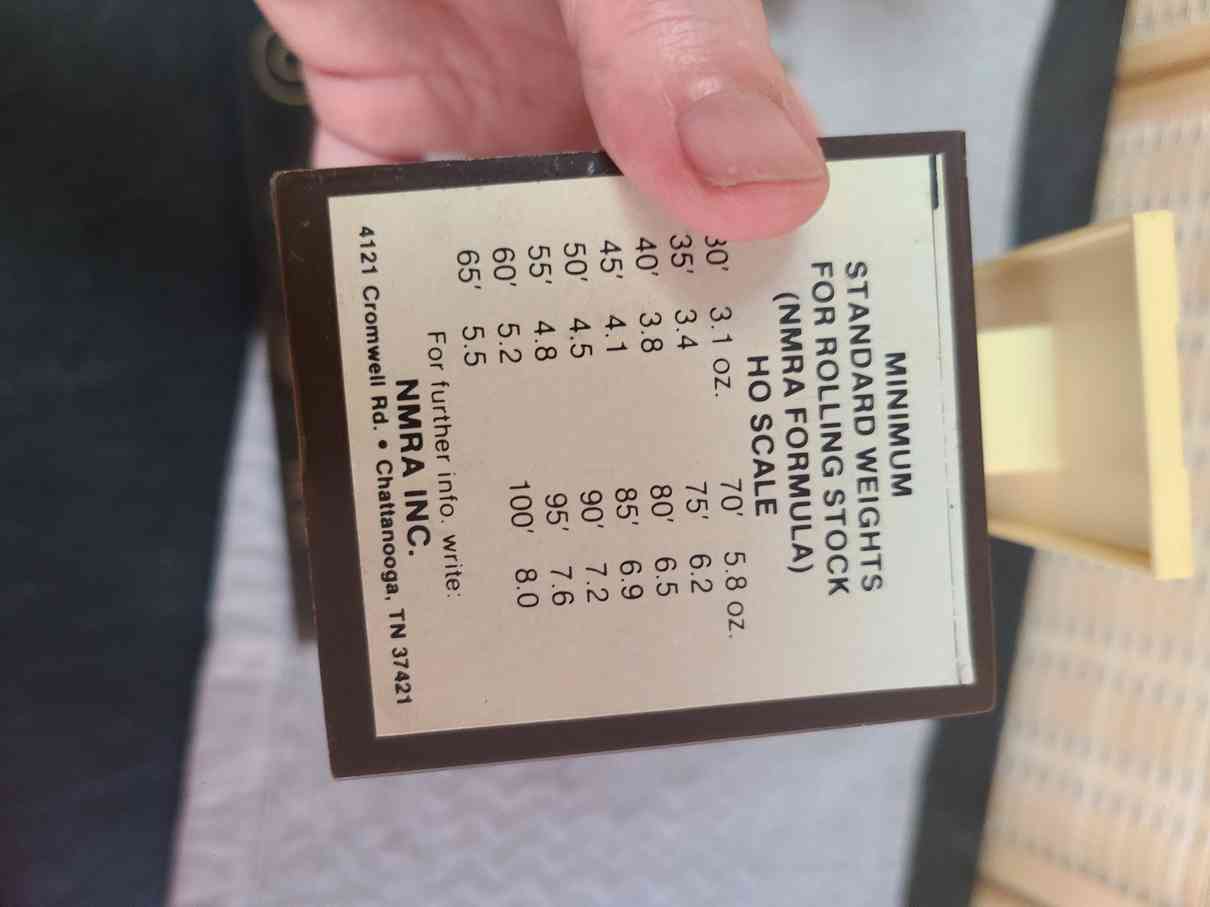 MINIMUM
STANDARD WEIGHTS
FOR ROLLING STOCK
(NMRA FORMULA)
HO SCALE
30' 3.1 oz. 70' 5.8 oz.
35' 3.4 75' 6.2
40' 3.8 80' 6.5
45' 4.1 85' 6.9
50' 4.5 90' 7.2
55' 4.8 95' 7.6
60' 5.2 100' 8.0
65' 5.5
For further info. write:
NMRA INC.
4121 Cromwell Rd. • Chattanooga, TN 37421